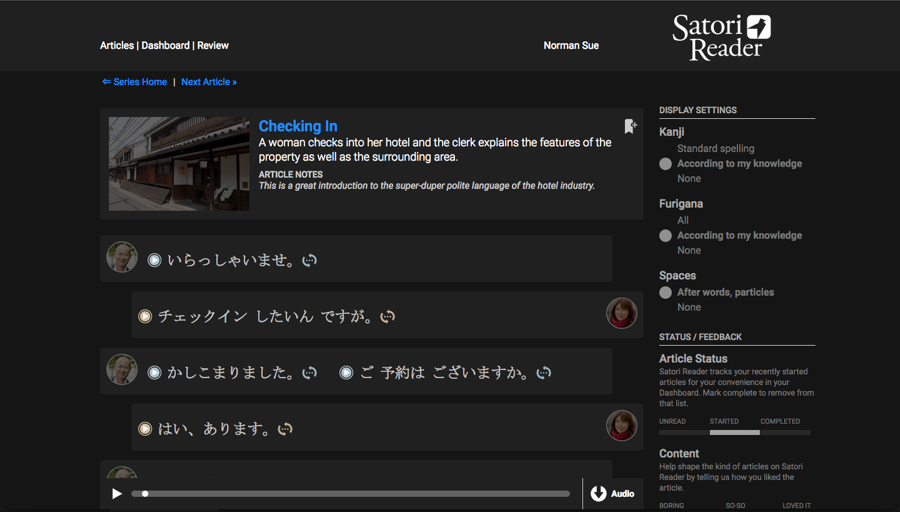 Articles | Dashboard | Review
Norman Sue
Satori
Reader
⇐ Series Home | Next Article »
Checking In
A woman checks into her hotel and the clerk explains the features of the
property as well as the surrounding area.
ARTICLE NOTES
This is a great introduction to the super-duper polite language of the hotel industry.
いらっしゃいませ。
チェックイン したいん ですが。
かしこまりました。 ご 予約は ございますか。
はい、あります。
Audio
DISPLAY SETTINGS
Kanji
Standard spelling
According to my knowledge
None
Furigana
All
According to my knowledge
None
Spaces
After words, particles
None
STATUS / FEEDBACK
Article Status
Satori Reader tracks your recently started
articles for your convenience in your
Dashboard. Mark complete to remove from
that list.
UNREAD STARTED COMPLETED
Content
Help shape the kind of articles on Satori
Reader by telling us how you liked the
article.
BORING SO-SO LOVED IT